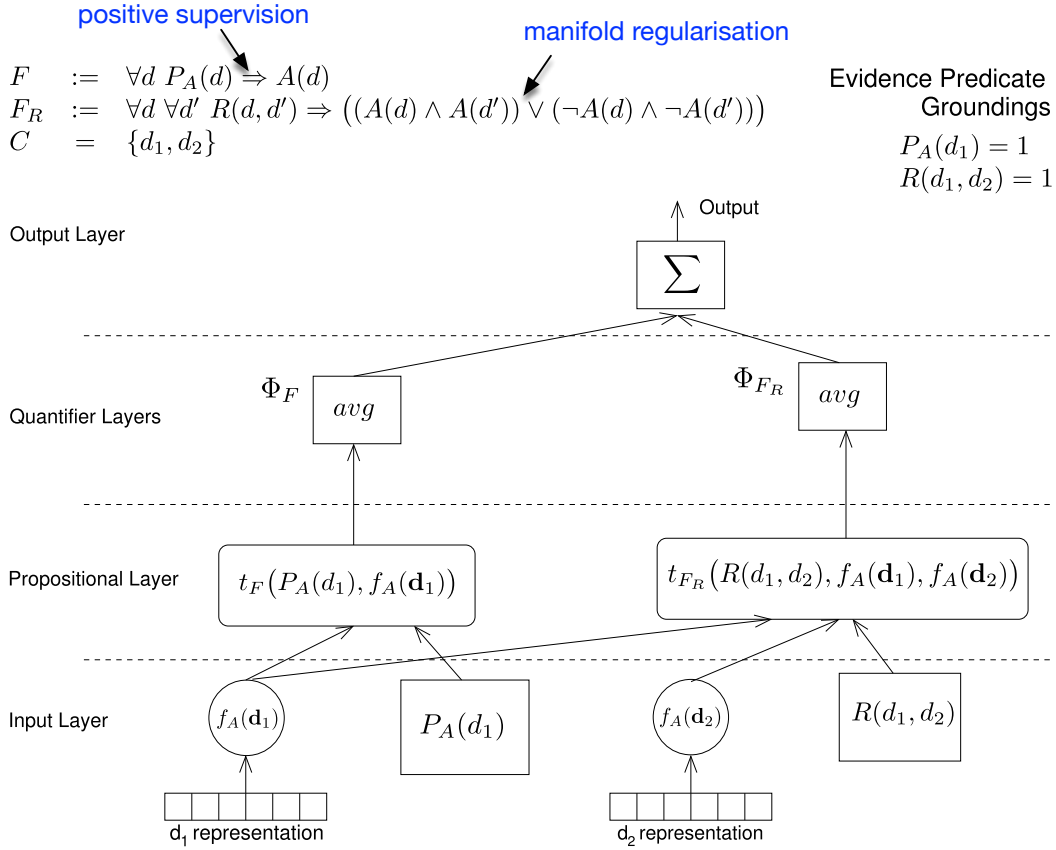 positive supervision
manifold regularisation
F := ∀d P_A(d) ⇒ A(d)
F_R := ∀d ∀d′ R(d, d′) ⇒ ((A(d) ∧ A(d′)) ∨ (¬A(d) ∧ ¬A(d′)))
C = {d_1, d_2}
Evidence Predicate
Groundings
P_A(d_1) = 1
R(d_1, d_2) = 1
Output
Output Layer
∑
Φ_F
avg
Φ_{F_R}
avg
Quantifier Layers
Propositional Layer
t_F(P_A(d_1), f_A(𝐝_1))
t_{F_R}(R(d_1, d_2), f_A(𝐝_1), f_A(𝐝_2))
Input Layer
f_A(𝐝_1)
P_A(d_1)
f_A(𝐝_2)
R(d_1, d_2)
d_1 representation
d_2 representation